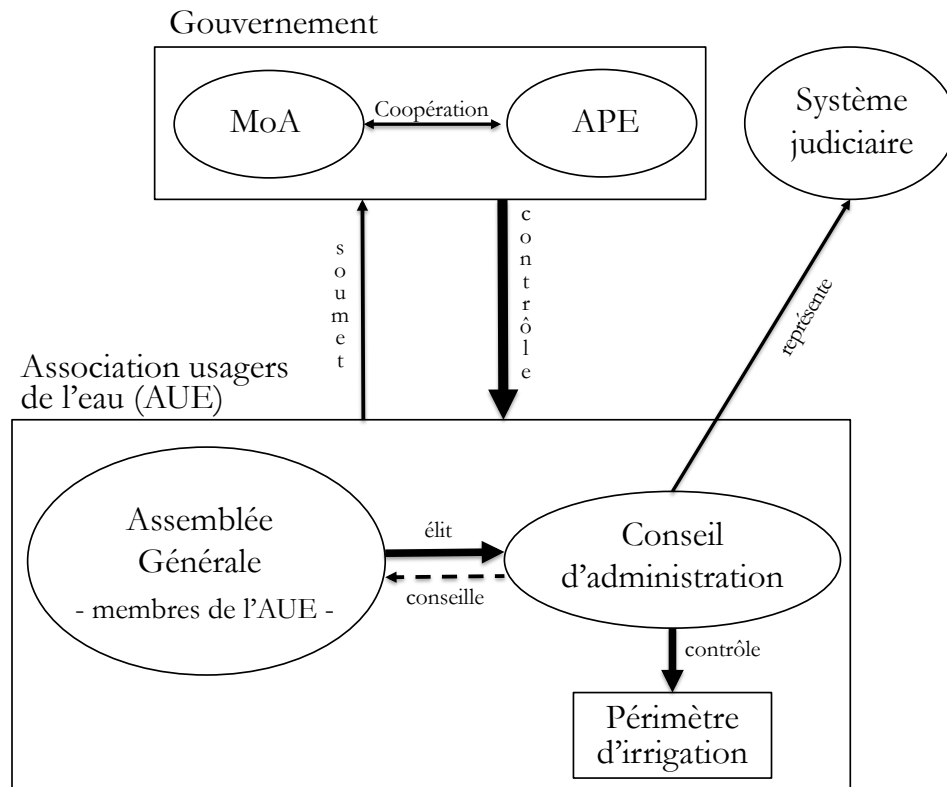 Gouvernement
MoA
Coopération
APE
Système
judiciaire
soumet
contrôle
représente
Association usagers
de l’eau (AUE)
Assemblée
Générale
- membres de l’AUE -
élit
conseille
Conseil
d’administration
contrôle
Périmètre
d'irrigation